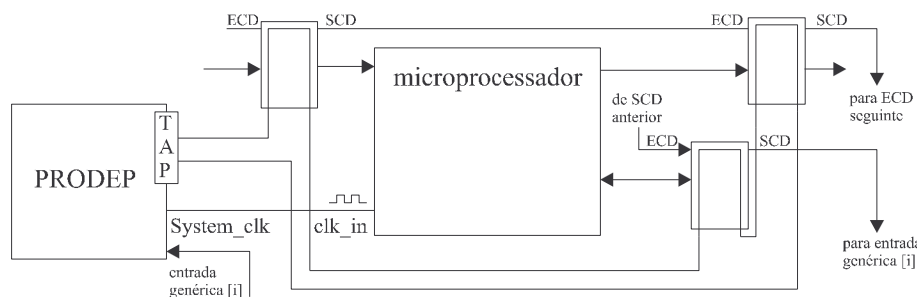 ECD
SCD
ECD
SCD
microprocessador
de SCD
anterior
para ECD
seguinte
TAP
ECD
SCD
PRODEP
System_clk
clk_in
entrada
genérica [i]
para entrada
genérica [i]